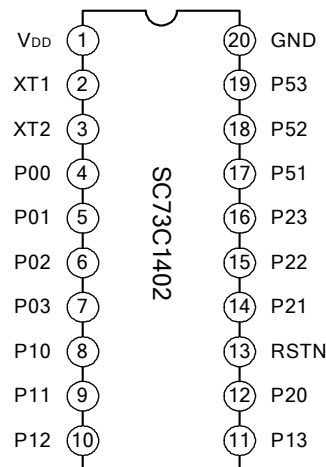 VDD 1 20 GND
XT1 2 19 P53
XT2 3 18 P52
P00 4 17 P51
P01 5 16 P23
P02 6 15 P22
P03 7 14 P21
P10 8 13 RSTN
P11 9 12 P20
P12 10 11 P13
SC73C1402